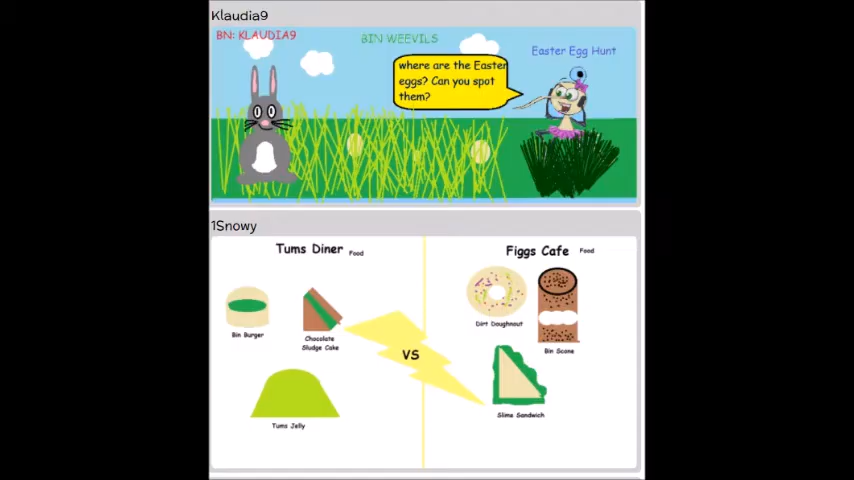 Klaudia9
BN: KLAUDIA9
BIN WEEVILS
Easter Egg Hunt
where are the Easter
eggs? Can you spot
them?
1Snowy
Tums Diner Food
Figgs Cafe Food
Bin Burger
Chocolate
Sludge Cake
Tums Jelly
VS
Dirt Doughnout
Bin Scone
Slime Sandwich